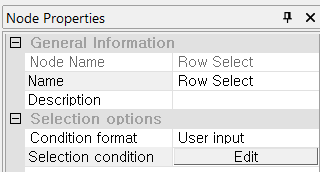 Node Properties
General Information
Node Name Row Select
Name Row Select
Description
Selection options
Condition format User input
Selection condition Edit